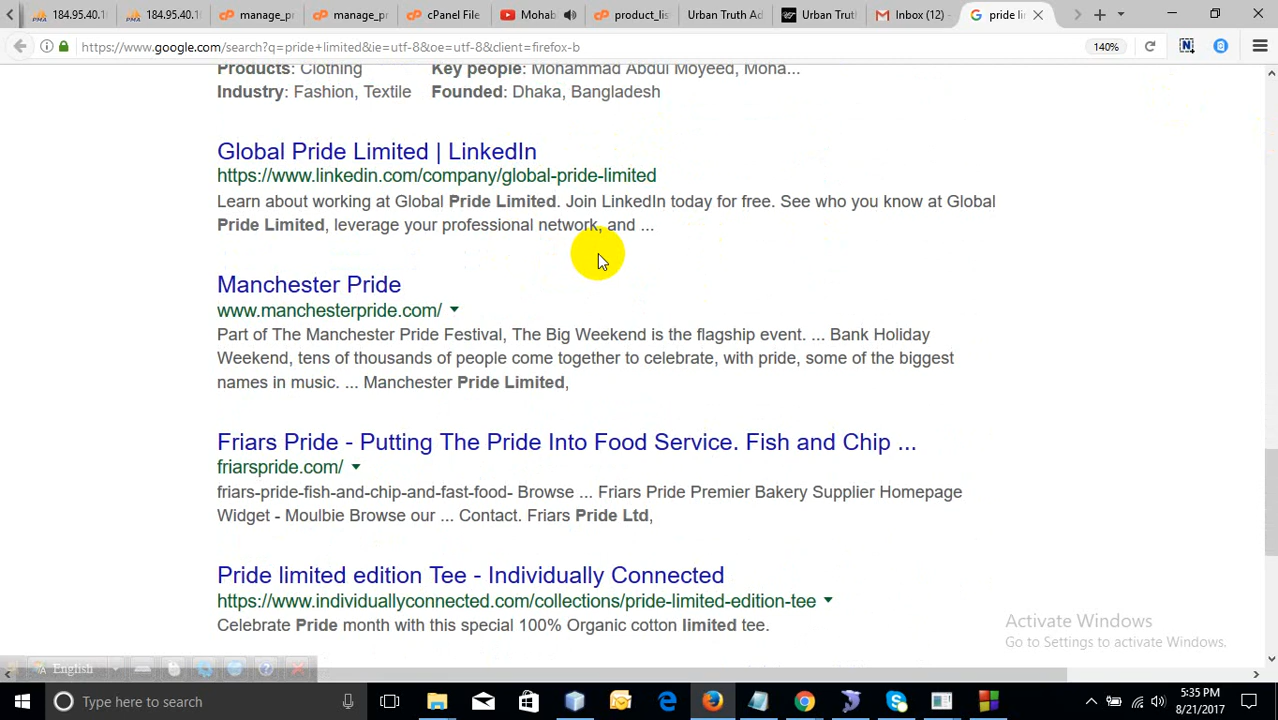 184.95.40.1
184.95.40.1
manage_p
manage_p
cPanel File
Mohab
product_lis
Urban Truth Ad
Urban Trut
Inbox (12) -
pride li
https://www.google.com/search?q=pride+limited&ie=utf-8&oe=utf-8&client=firefox-b
140%
Products: Clothing Key people: Mohammad Abdul Moyeed, Moha...
Industry: Fashion, Textile Founded: Dhaka, Bangladesh
Global Pride Limited | LinkedIn
https://www.linkedin.com/company/global-pride-limited
Learn about working at Global Pride Limited. Join LinkedIn today for free. See who you know at Global
Pride Limited, leverage your professional network, and ...
Manchester Pride
www.manchesterpride.com/
Part of The Manchester Pride Festival, The Big Weekend is the flagship event. ... Bank Holiday
Weekend, tens of thousands of people come together to celebrate, with pride, some of the biggest
names in music. ... Manchester Pride Limited,
Friars Pride - Putting The Pride Into Food Service. Fish and Chip ...
friarspride.com/
friars-pride-fish-and-chip-and-fast-food- Browse ... Friars Pride Premier Bakery Supplier Homepage
Widget - Moulbie Browse our ... Contact. Friars Pride Ltd,
Pride limited edition Tee - Individually Connected
https://www.individuallyconnected.com/collections/pride-limited-edition-tee
Celebrate Pride month with this special 100% Organic cotton limited tee.
Activate Windows
Go to Settings to activate Windows.
English
Type here to search
5:35 PM
8/21/2017